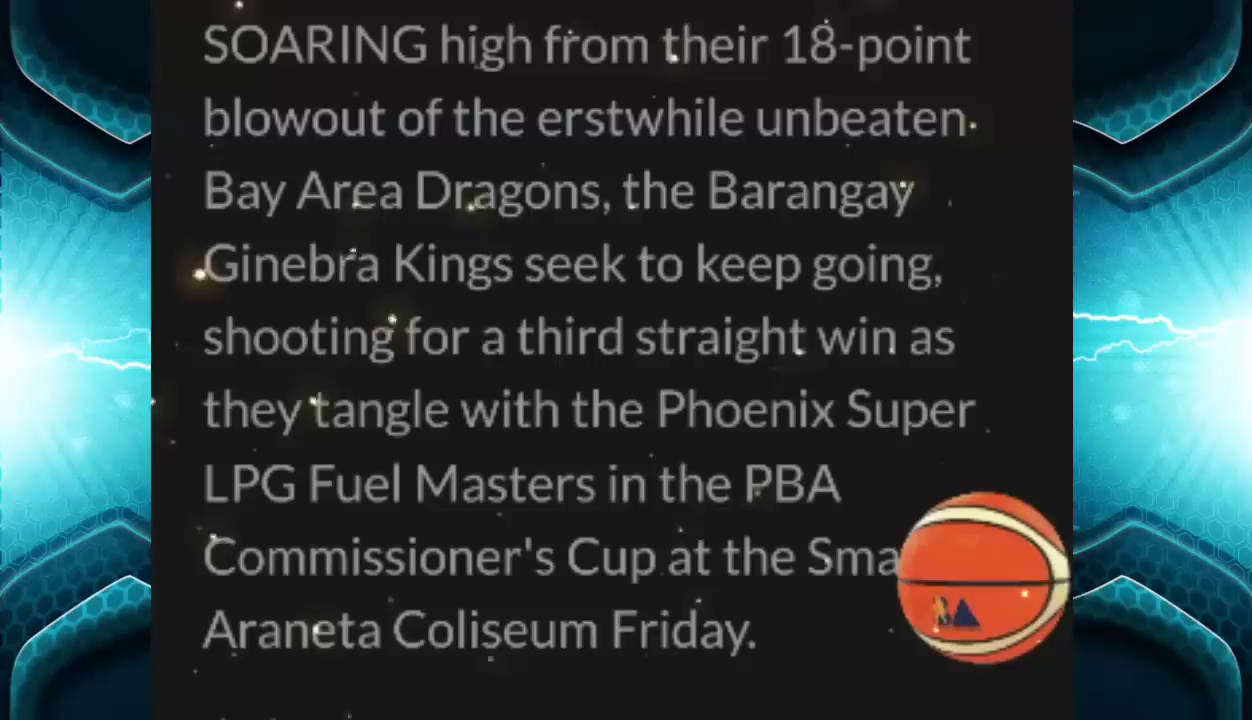 SOARING high from their 18-point
blowout of the erstwhile unbeaten
Bay Area Dragons, the Barangay
Ginebra Kings seek to keep going,
shooting for a third straight win as
they tangle with the Phoenix Super
LPG Fuel Masters in the PBA
Commissioner's Cup at the
Araneta Coliseum Friday.